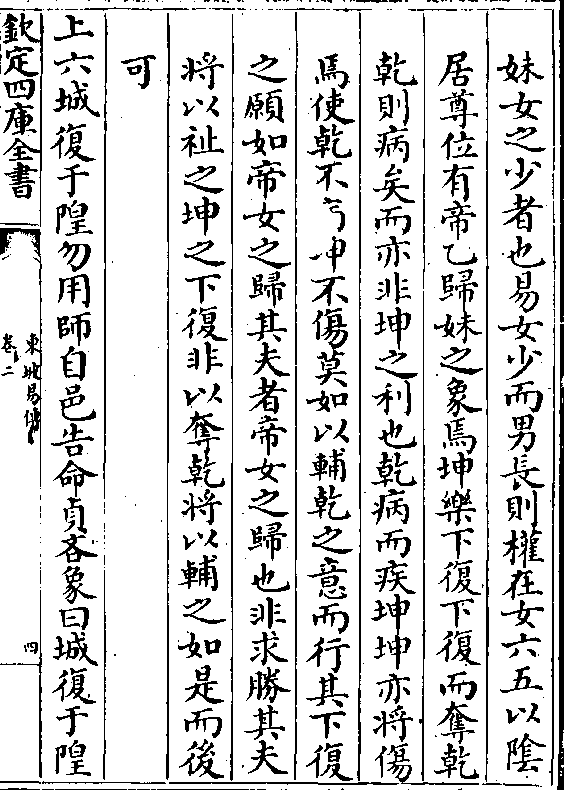 妹女之少者也易女少而男長則權在女六五以陰
居尊位有帝乙歸妹之象焉坤樂下復下復而奪乾
乾則病矣而亦非坤之利也乾病而疾坤坤亦將傷
焉使乾不亏坤不傷莫如以輔乾之意而行其下復
之願如帝女之歸其夫者帝女之歸也非求勝其夫
将以祉之坤之下復非以奪乾将以輔之如是而後
可
上六城復于隍勿用師自邑告命貞吝象曰城復于隍
欽定四庫全書
東坡易傳
卷二
四